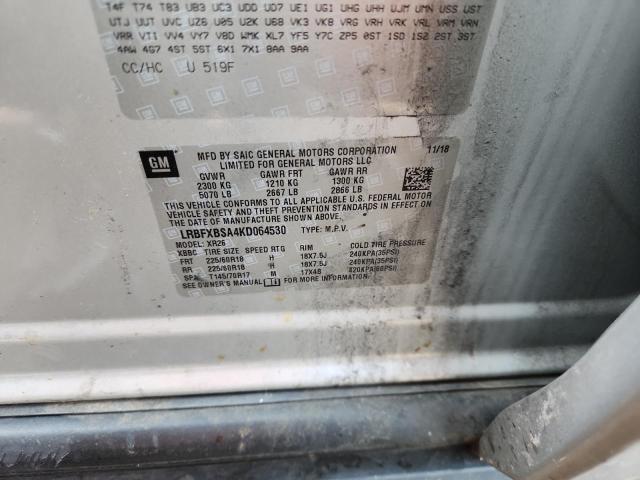 T4F T74 T83 UB3 UC3 UDD UD7 UE1 UG1 UHG UHH UJM UMN USS UST
UTJ UUT UVC UZ6 U05 U2K U68 VK3 VK8 VRG VRH VRK VRL VRM VRN
VRR VT1 VV4 VY7 V8D WMK XL7 YF5 Y7C ZP5 0ST 1SD 1SZ 2ST 3ST
4AW 4G7 4ST 5ST 6X1 7X1 8AA 9AA
CC/HC U 519F
GM
MFD BY SAIC GENERAL MOTORS CORPORATION 11/18
LIMITED FOR GENERAL MOTORS LLC
GVWR GAWR FRT GAWR RR
2300 KG 1210 KG 1300 KG
5070 LB 2667 LB 2866 LB
THIS VEHICLE CONFORMS TO ALL APPLICABLE U.S. FEDERAL MOTOR
VEHICLE SAFETY, BUMPER, AND THEFT PREVENTION STANDARDS IN EFFECT ON
THE DATE OF MANUFACTURE SHOWN ABOVE.
LRBFXBSA4KD064530 TYPE: M.P.V.
MODEL: XR26
XBBC TIRE SIZE SPEED RTG RIM COLD TIRE PRESSURE
FRT 225/60R18 H 18X7.5J 240KPA(35PSI)
RR 225/60R18 H 18X7.5J 240KPA(35PSI)
SPA T145/70R17 M 17X4B 420KPA(60PSI)
SEE OWNER'S MANUAL FOR MORE INFORMATION.